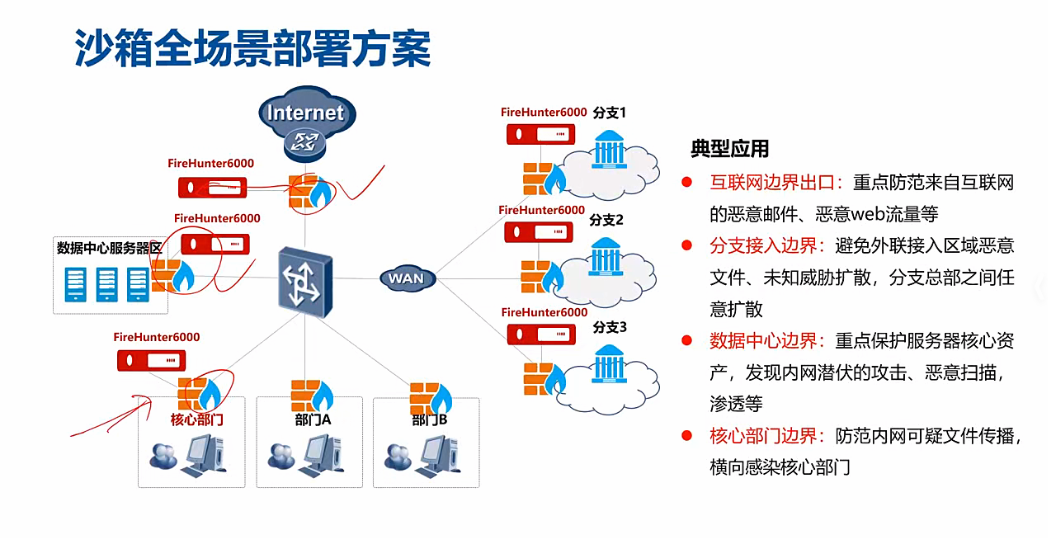 沙箱全场景部署方案
Internet
FireHunter6000
FireHunter6000
数据中心服务器区
FireHunter6000
核心部门
部门A
部门B
WAN
FireHunter6000 分支1
FireHunter6000
分支2
FireHunter6000
分支3
典型应用
互联网边界出口：重点防范来自互联网
的恶意邮件、恶意web流量等
分支接入边界：避免外联接入区域恶意
文件、未知威胁扩散，分支总部之间任
意扩散
数据中心边界：重点保护服务器核心资
产，发现内网潜伏的攻击、恶意扫描，
渗透等
核心部门边界：防范内网可疑文件传播，
横向感染核心部门